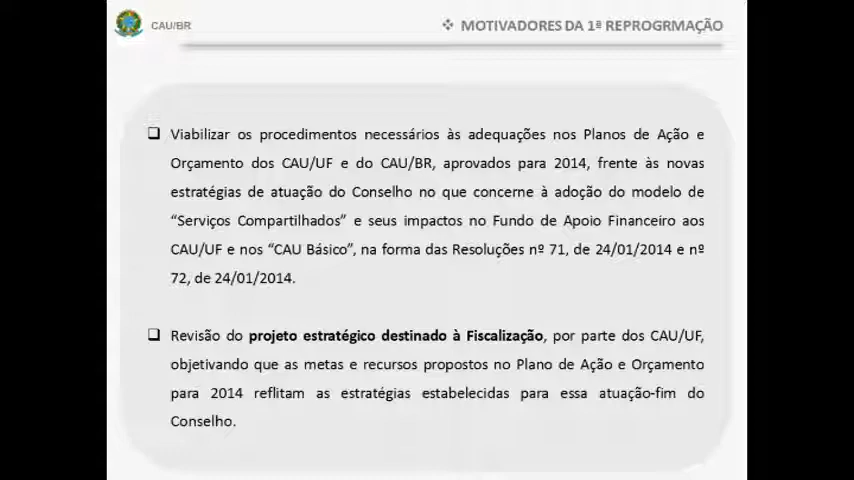 CAU/BR
❖ MOTIVADORES DA 1ª REPROGRMAÇÃO
❑ Viabilizar os procedimentos necessários às adequações nos Planos de Ação e
Orçamento dos CAU/UF e do CAU/BR, aprovados para 2014, frente às novas
estratégias de atuação do Conselho no que concerne à adoção do modelo de
“Serviços Compartilhados” e seus impactos no Fundo de Apoio Financeiro aos
CAU/UF e nos “CAU Básico”, na forma das Resoluções nº 71, de 24/01/2014 e nº
72, de 24/01/2014.
❑ Revisão do projeto estratégico destinado à Fiscalização, por parte dos CAU/UF,
objetivando que as metas e recursos propostos no Plano de Ação e Orçamento
para 2014 reflitam as estratégias estabelecidas para essa atuação-fim do
Conselho.